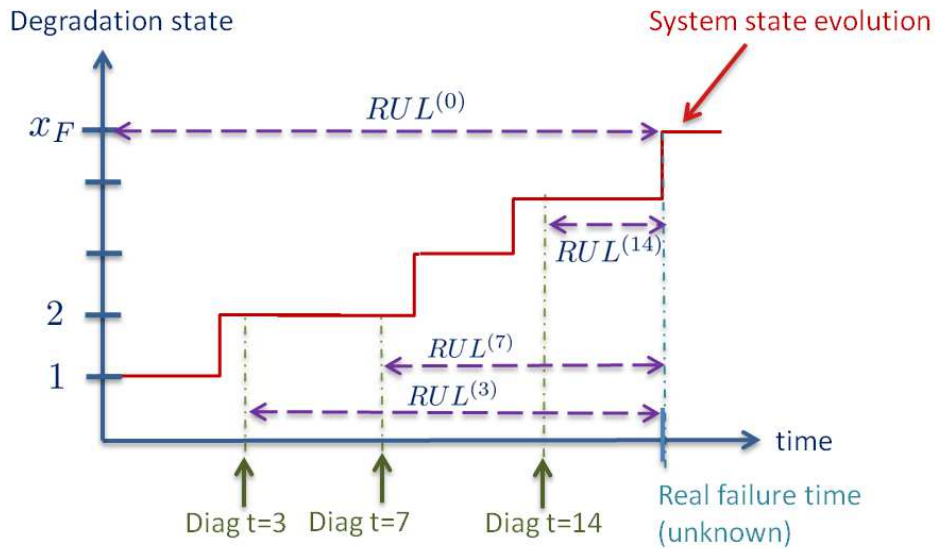 Degradation state
System state evolution
x_F
RUL^{(0)}
RUL^{(14)}
2
RUL^{(7)}
1
RUL^{(3)}
time
Diag t=3
Diag t=7
Diag t=14
Real failure time
(unknown)